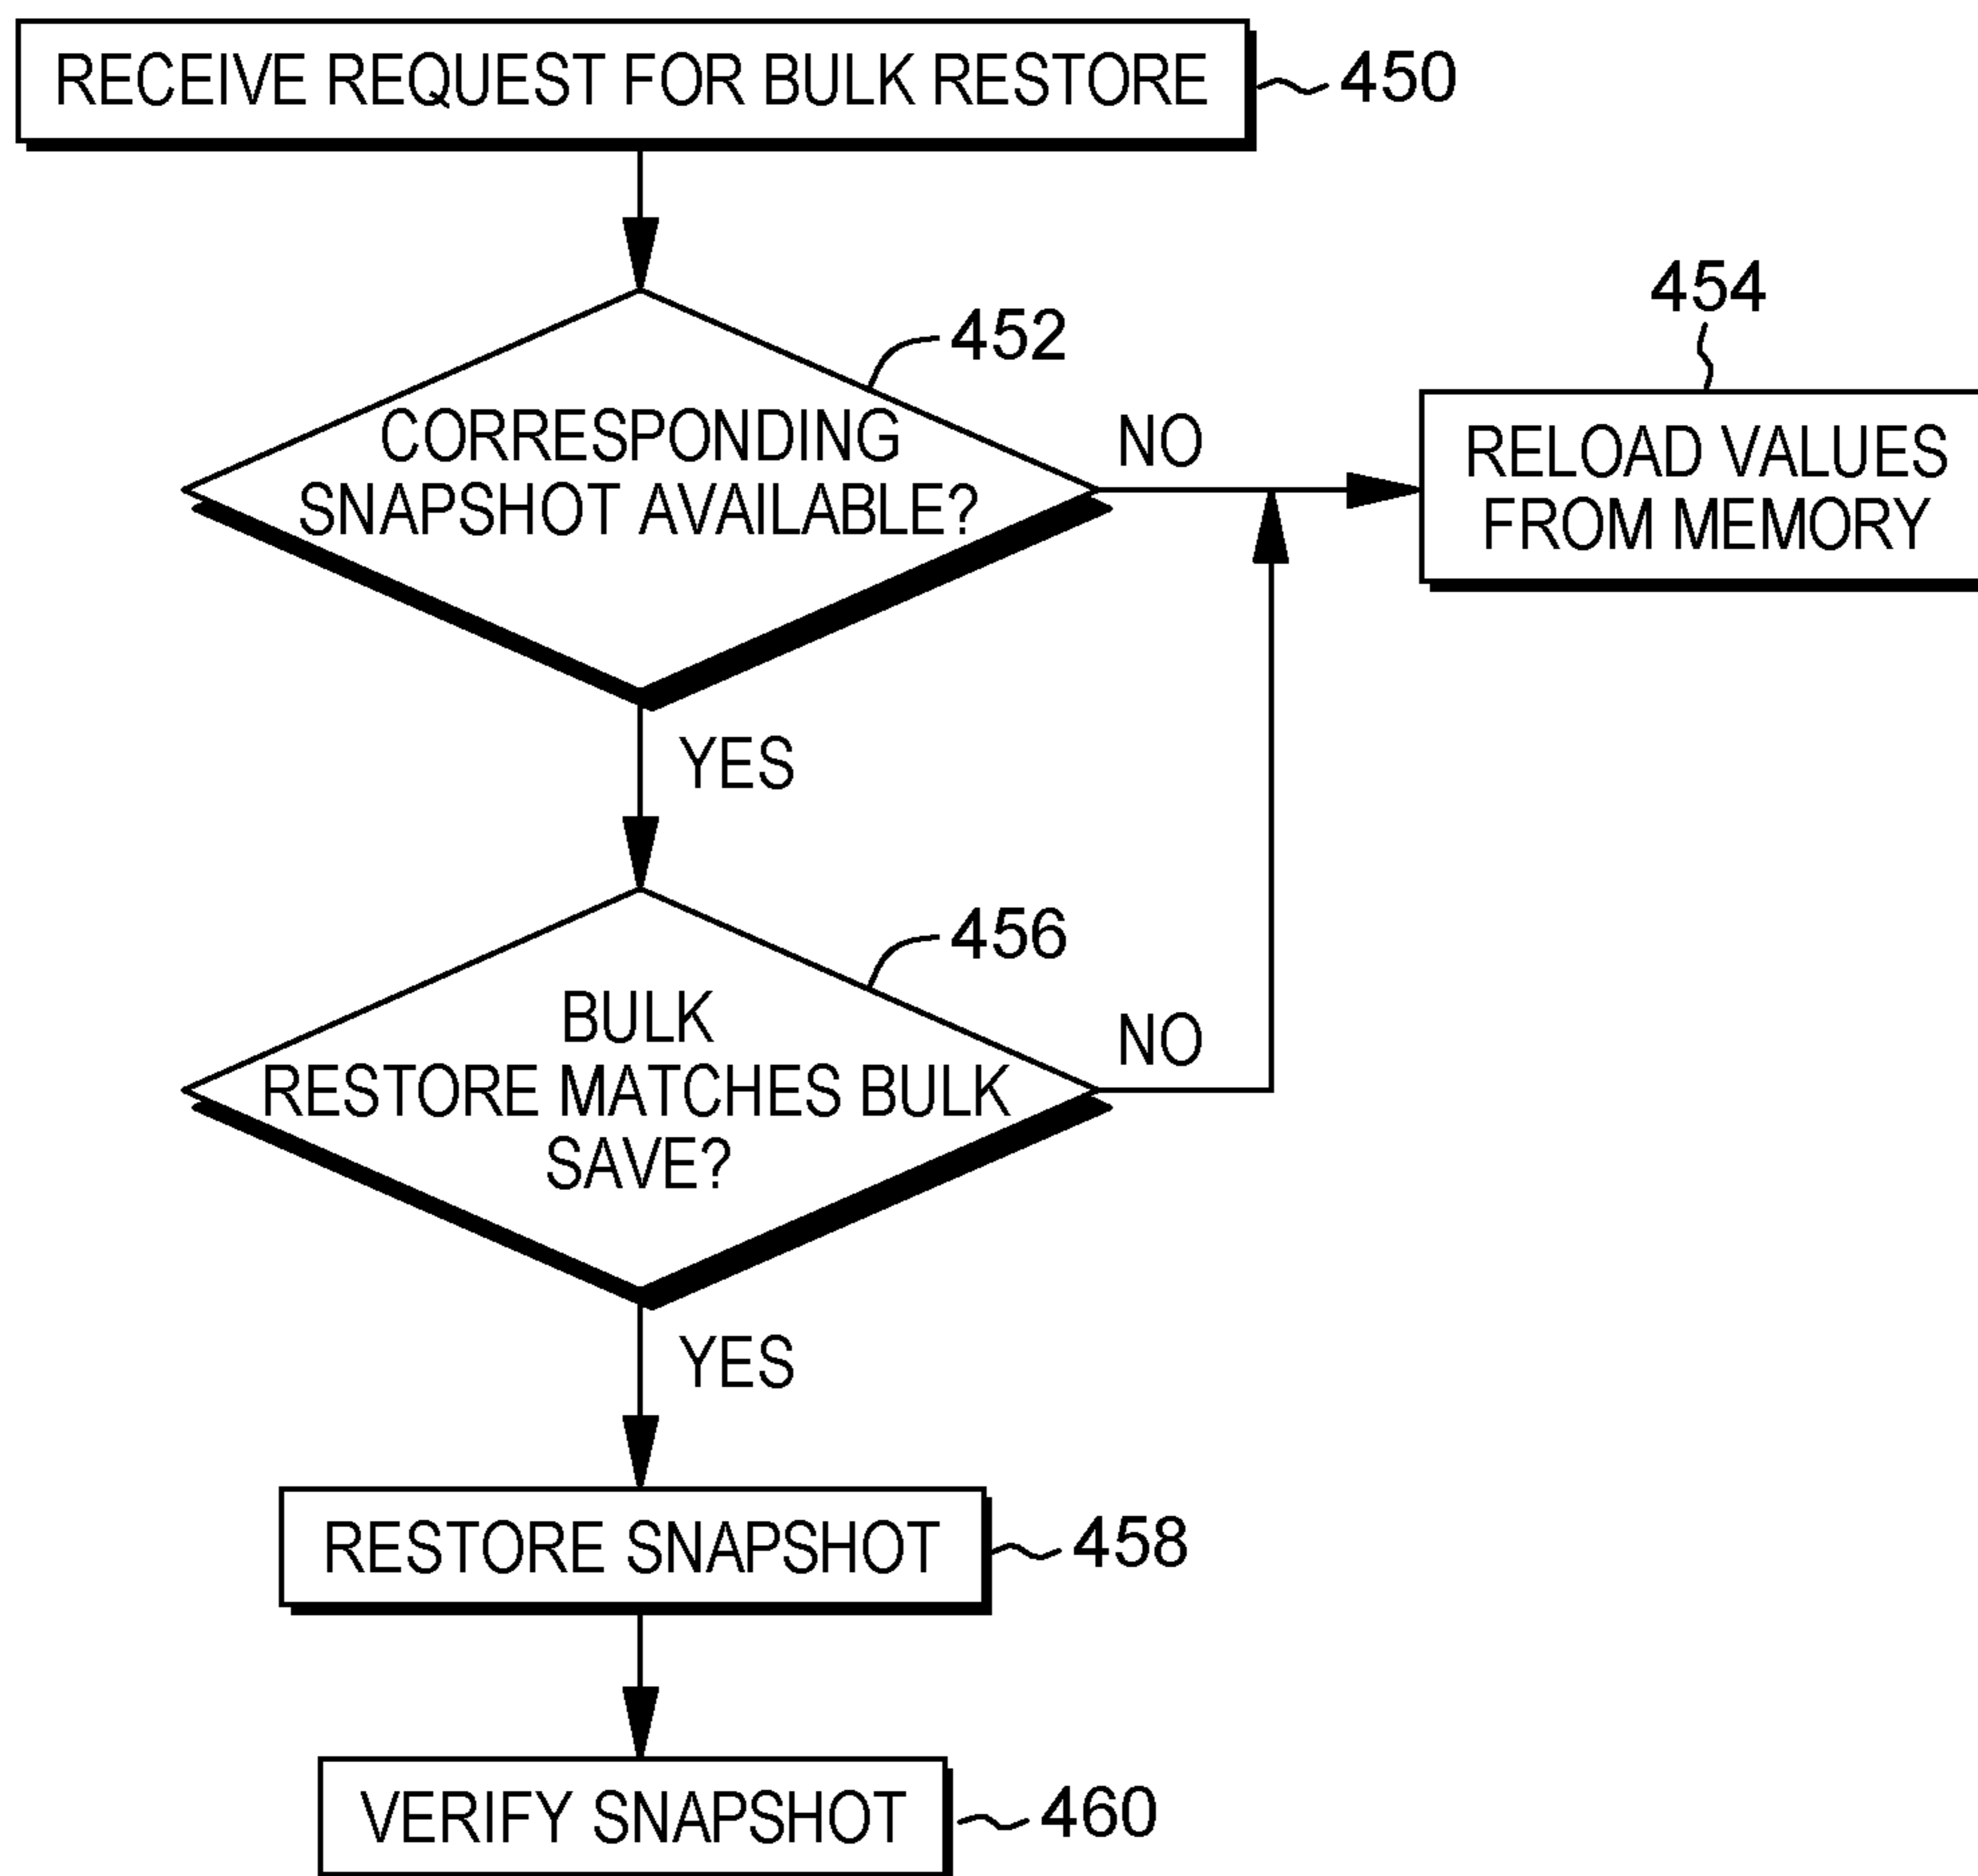 RECEIVE REQUEST FOR BULK RESTORE
450
452
CORRESPONDING
SNAPSHOT AVAILABLE?
NO
454
RELOAD VALUES
FROM MEMORY
YES
456
BULK
RESTORE MATCHES BULK
SAVE?
NO
YES
RESTORE SNAPSHOT
458
VERIFY SNAPSHOT
460